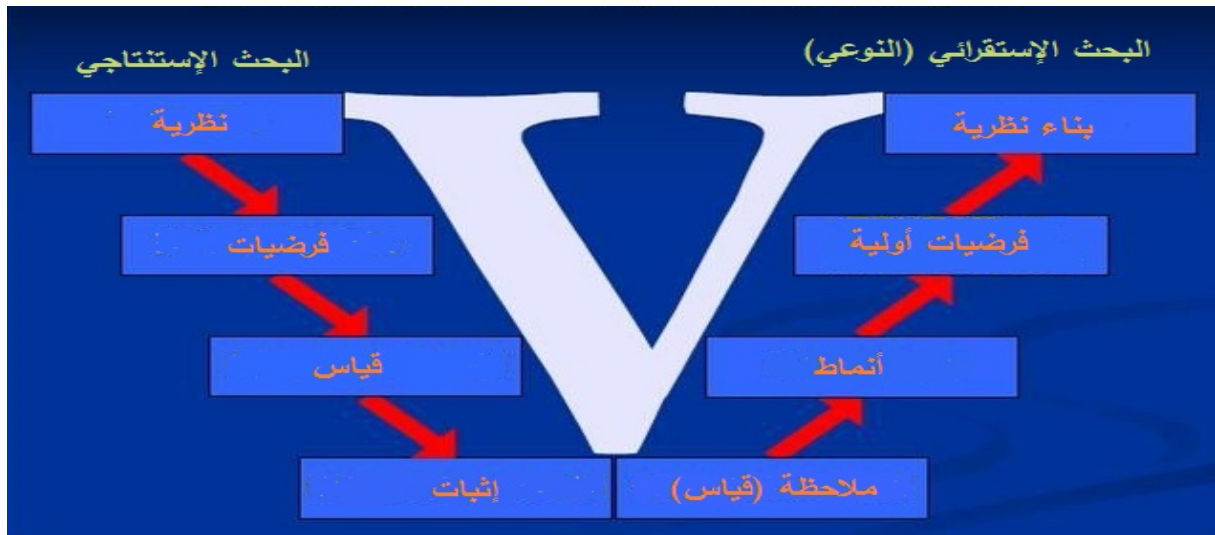 البحث الإستقرائي (النوعي)
البحث الإستنتاجي
بناء نظرية
نظرية
فرضيات أولية
فرضيات
أنماط
قياس
ملاحظة (قياس)
إثبات
V